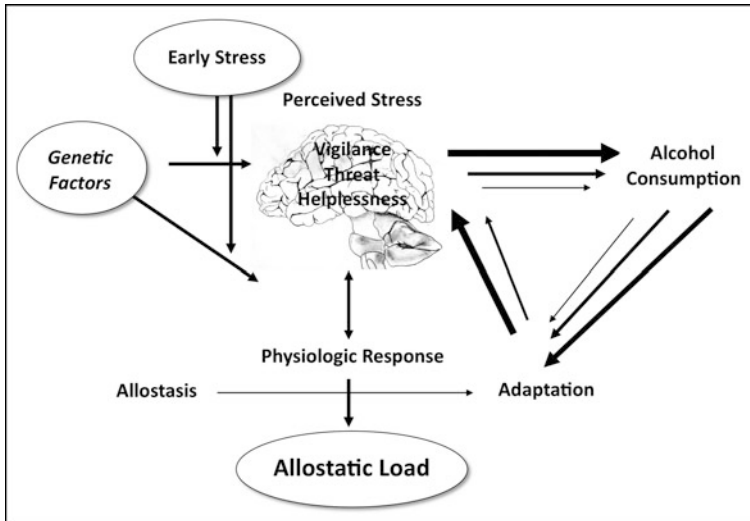 Early Stress
Perceived Stress
Genetic
Factors
Vigilance
Threat
Helplessness
Alcohol
Consumption
Physiologic Response
Allostasis
Adaptation
Allostatic Load